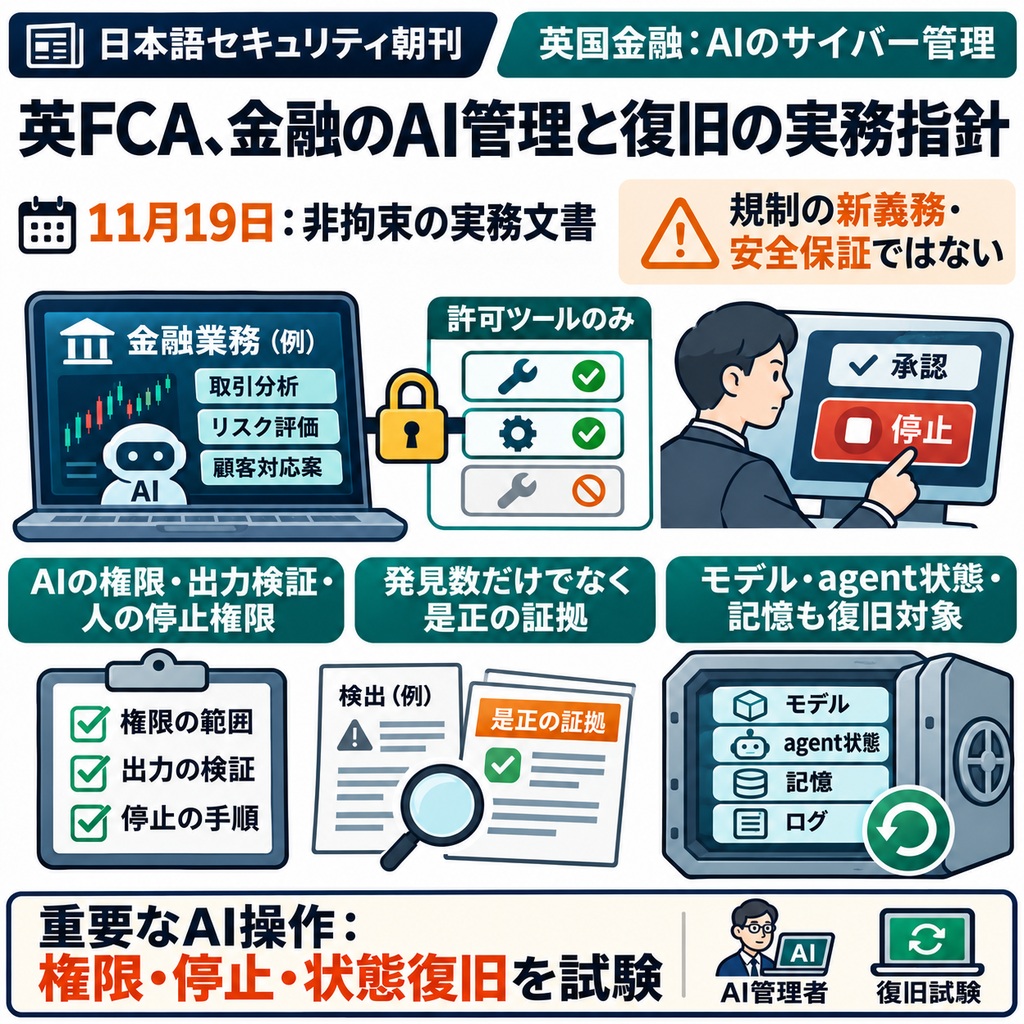 日本語セキュリティ朝刊
英国金融：AIのサイバー管理
英FCA、金融のAI管理と復旧の実務指針
11月19日：非拘束の実務文書
規制の新義務・
安全保証ではない
金融業務（例）
取引分析
リスク評価
顧客対応案
AI
許可ツールのみ
承認
停止
AIの権限・出力検証・
人の停止権限
発見数だけでなく
是正の証拠
モデル・agent状態・
記憶も復旧対象
権限の範囲
出力の検証
停止の手順
検出（例）
是正の証拠
モデル
agent状態
記憶
ログ
重要なAI操作：
権限・停止・状態復旧を試験
AI
AI管理者
復旧試験